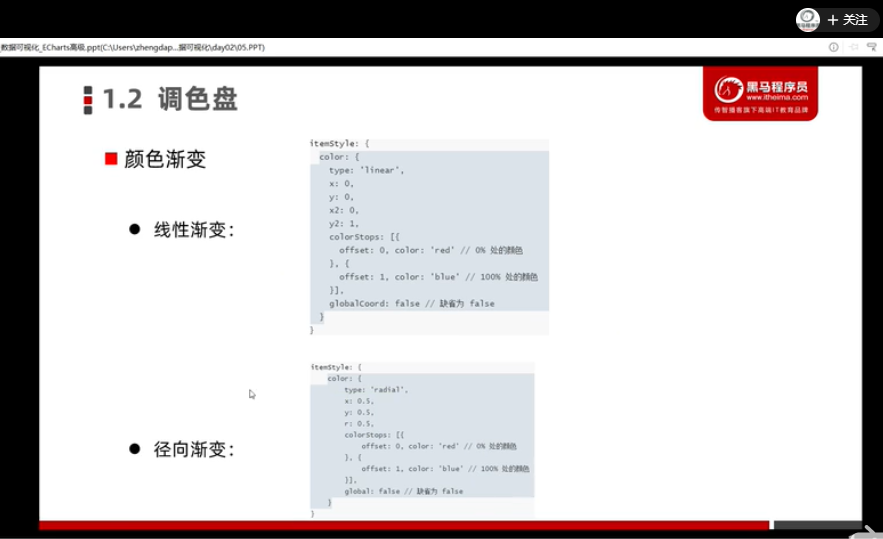 + 关注
数据可视化_ECharts高级.ppt(C:\Users\zhengdap...据可视化\day02\05.PPT)
1.2 调色盘
黑马程序员
www.itheima.com
传智播客旗下高端IT教育品牌
颜色渐变
线性渐变:
itemStyle: {
color: {
type: 'linear',
x: 0,
y: 0,
x2: 0,
y2: 1,
colorStops: [{
offset: 0, color: 'red' // 0% 处的颜色
}, {
offset: 1, color: 'blue' // 100% 处的颜色
}],
globalCoord: false // 缺省为 false
}
}
径向渐变:
itemStyle: {
color: {
type: 'radial',
x: 0.5,
y: 0.5,
r: 0.5,
colorStops: [{
offset: 0, color: 'red' // 0% 处的颜色
}, {
offset: 1, color: 'blue' // 100% 处的颜色
}],
global: false // 缺省为 false
}
}